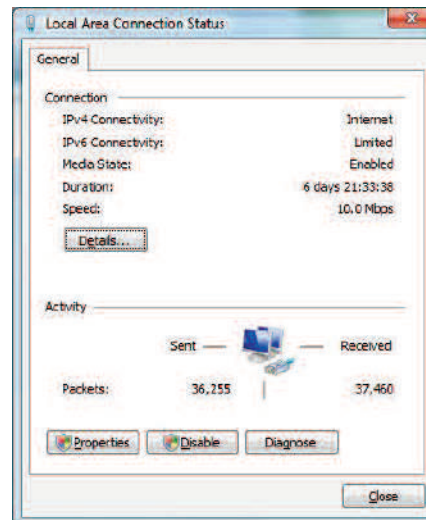 Local Area Connection Status
General
Connection
IPv4 Connectivity: Internet
IPv6 Connectivity: Limited
Media State: Enabled
Duration: 6 days 21:33:38
Speed: 10.0 Mbps
Details...
Activity
Sent Received
Packets: 36,255 37,460
Properties Disable Diagnose
Close